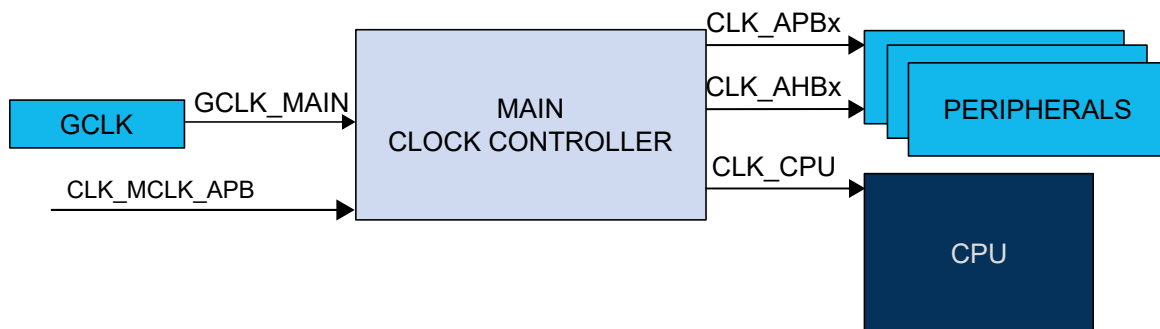 CLK_APBx
GCLK
GCLK_MAIN
MAIN
CLOCK CONTROLLER
CLK_AHBx
PERIPHERALS
CLK_MCLK_APB
CLK_CPU
CPU